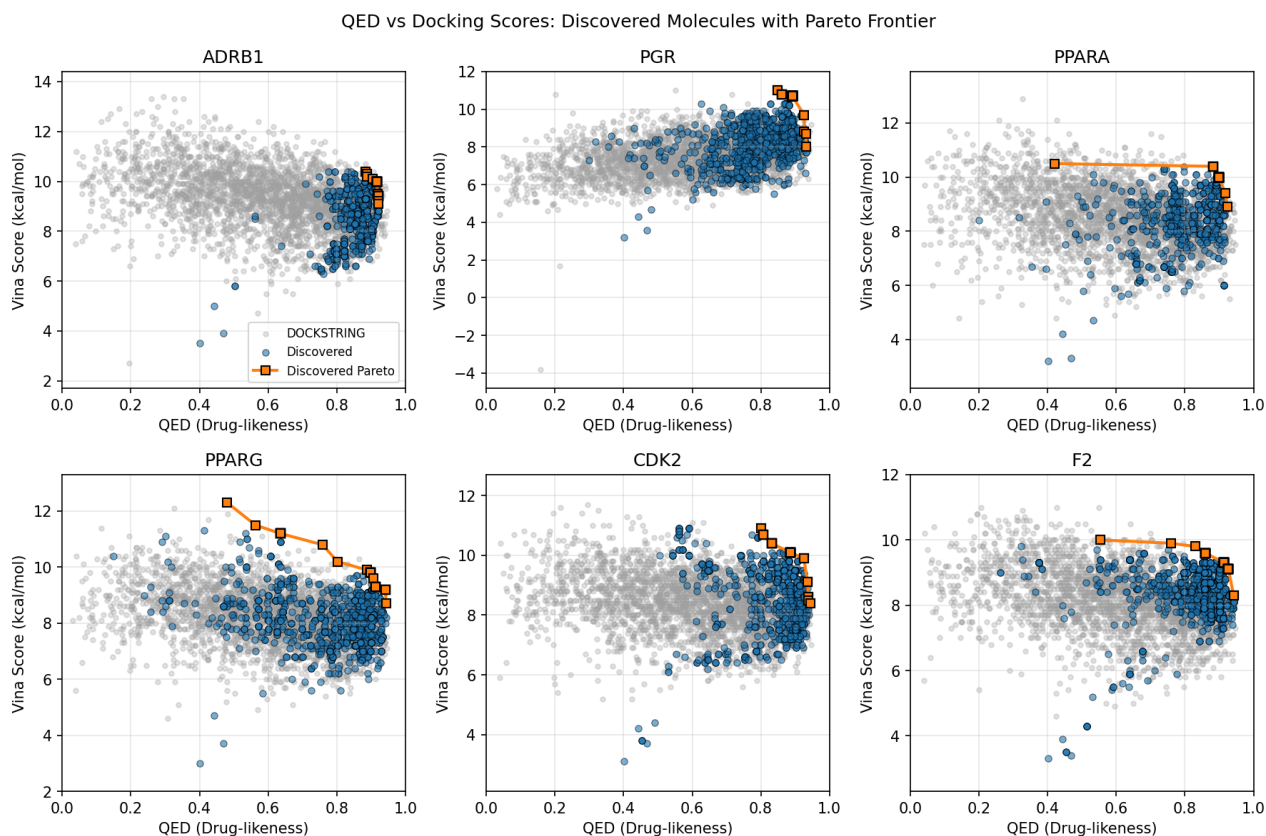 QED vs Docking Scores: Discovered Molecules with Pareto Frontier
ADRB1
14
12
10
8
6
4
2
Vina Score (kcal/mol)
0.0 0.2 0.4 0.6 0.8 1.0
QED (Drug-likeness)
DOCKSTRING
Discovered
Discovered Pareto
PGR
12
10
8
6
4
2
0
−2
−4
Vina Score (kcal/mol)
0.0 0.2 0.4 0.6 0.8 1.0
QED (Drug-likeness)
PPARA
12
10
8
6
4
Vina Score (kcal/mol)
0.0 0.2 0.4 0.6 0.8 1.0
QED (Drug-likeness)
PPARG
12
10
8
6
4
2
Vina Score (kcal/mol)
0.0 0.2 0.4 0.6 0.8 1.0
QED (Drug-likeness)
CDK2
12
10
8
6
4
Vina Score (kcal/mol)
0.0 0.2 0.4 0.6 0.8 1.0
QED (Drug-likeness)
F2
12
10
8
6
4
Vina Score (kcal/mol)
0.0 0.2 0.4 0.6 0.8 1.0
QED (Drug-likeness)